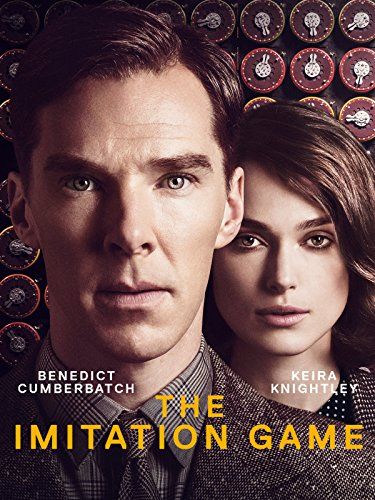 BENEDICT
CUMBERBATCH
KEIRA
KNIGHTLEY
THE
IMITATION GAME